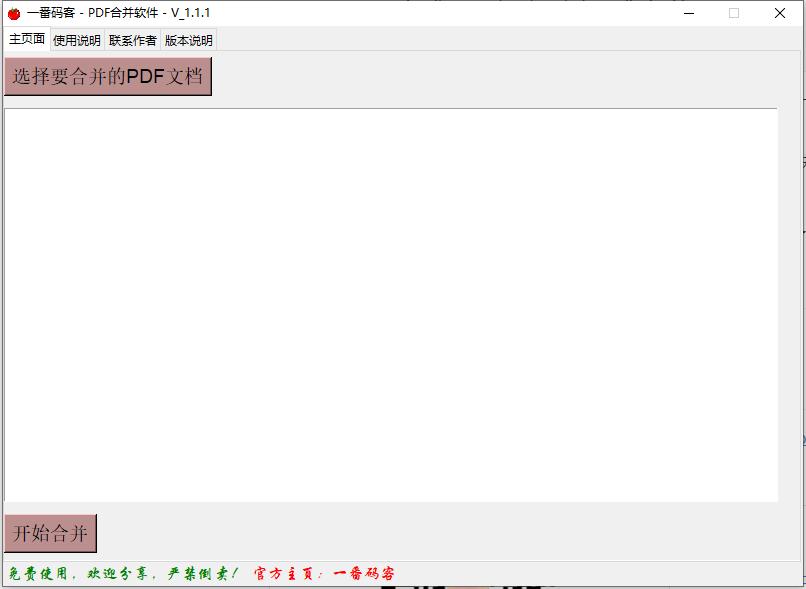 一番码客 - PDF合并软件 - V_1.1.1
主页面 使用说明 联系作者 版本说明
选择要合并的PDF文档
开始合并
免费使用，欢迎分享，严禁倒卖！ 官方主頁：一番码客